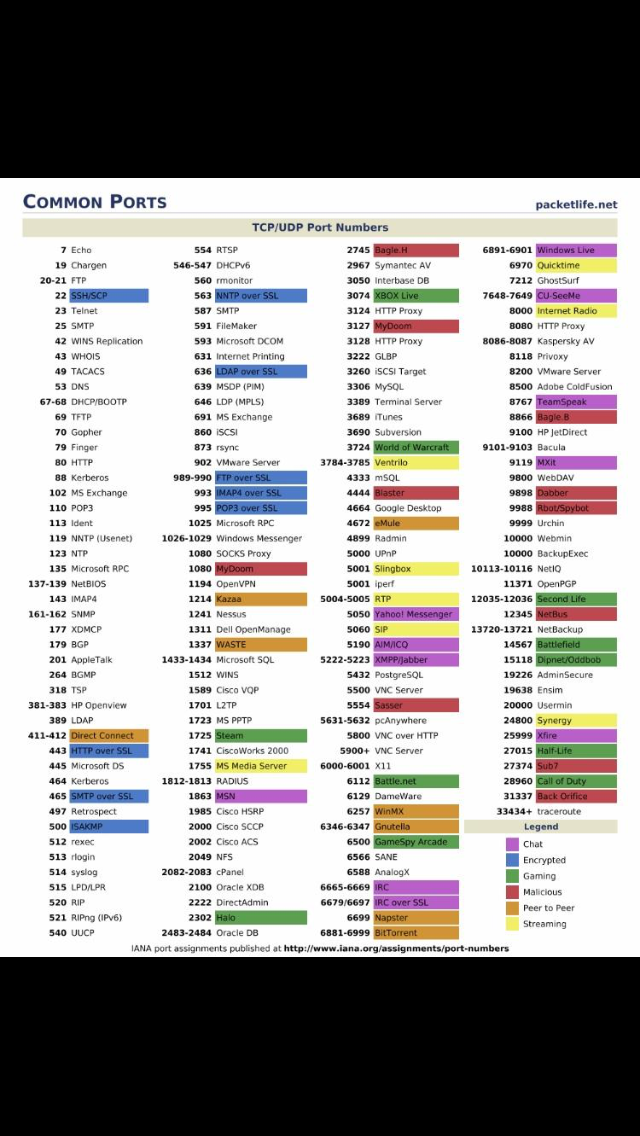 COMMON PORTS
packetlife.net
TCP/UDP Port Numbers
7 Echo
19 Chargen
20-21 FTP
22 SSH/SCP
23 Telnet
25 SMTP
42 WINS Replication
43 WHOIS
49 TACACS
53 DNS
67-68 DHCP/BOOTP
69 TFTP
70 Gopher
79 Finger
80 HTTP
88 Kerberos
102 MS Exchange
110 POP3
113 Ident
119 NNTP (Usenet)
123 NTP
135 Microsoft RPC
137-139 NetBIOS
143 IMAP4
161-162 SNMP
177 XDMCP
179 BGP
201 AppleTalk
264 BGMP
318 TSP
381-383 HP Openview
389 LDAP
411-412 Direct Connect
443 HTTP over SSL
445 Microsoft DS
464 Kerberos
465 SMTP over SSL
497 Retrospect
500 ISAKMP
512 rexec
513 rlogin
514 syslog
515 LPD/LPR
520 RIP
521 RIPng (IPv6)
540 UUCP
554 RTSP
546-547 DHCPv6
560 rmonitor
563 NNTP over SSL
587 SMTP
591 FileMaker
593 Microsoft DCOM
631 Internet Printing
636 LDAP over SSL
639 MSDP (PIM)
646 LDP (MPLS)
691 MS Exchange
860 iSCSI
873 rsync
902 VMware Server
989-990 FTP over SSL
993 IMAP4 over SSL
995 POP3 over SSL
1025 Microsoft RPC
1026-1029 Windows Messenger
1080 SOCKS Proxy
1080 MyDoom
1194 OpenVPN
1214 Kazaa
1241 Nessus
1311 Dell OpenManage
1337 WASTE
1433-1434 Microsoft SQL
1512 WINS
1589 Cisco VQP
1701 L2TP
1723 MS PPTP
1725 Steam
1741 CiscoWorks 2000
1755 MS Media Server
1812-1813 RADIUS
1863 MSN
1985 Cisco HSRP
2000 Cisco SCCP
2002 Cisco ACS
2049 NFS
2082-2083 cPanel
2100 Oracle XDB
2222 DirectAdmin
2302 Halo
2483-2484 Oracle DB
2745 Bagle.H
2967 Symantec AV
3050 Interbase DB
3074 XBOX Live
3124 HTTP Proxy
3127 MyDoom
3128 HTTP Proxy
3222 GLBP
3260 iSCSI Target
3306 MySQL
3389 Terminal Server
3689 iTunes
3690 Subversion
3724 World of Warcraft
3784-3785 Ventrilo
4333 mSQL
4444 Blaster
4664 Google Desktop
4672 eMule
4899 Radmin
5000 UPnP
5001 Slingbox
5001 iperf
5004-5005 RTP
5050 Yahoo! Messenger
5060 SIP
5190 AIM/ICQ
5222-5223 XMPP/Jabber
5432 PostgreSQL
5500 VNC Server
5554 Sasser
5631-5632 pcAnywhere
5800 VNC over HTTP
5900+ VNC Server
6000-6001 X11
6112 Battle.net
6129 DameWare
6257 WinMX
6346-6347 Gnutella
6500 GameSpy Arcade
6566 SANE
6588 AnalogX
6665-6669 IRC
6679/6697 IRC over SSL
6699 Napster
6881-6999 BitTorrent
6891-6901 Windows Live
6970 Quicktime
7212 GhostSurf
7648-7649 CU-SeeMe
8000 Internet Radio
8080 HTTP Proxy
8086-8087 Kaspersky AV
8118 Privoxy
8200 VMware Server
8500 Adobe ColdFusion
8767 TeamSpeak
8866 Bagle.B
9100 HP JetDirect
9101-9103 Bacula
9119 MXit
9800 WebDAV
9898 Dabber
9988 Rbot/Spybot
9999 Urchin
10000 Webmin
10000 BackupExec
10113-10116 NetIQ
11371 OpenPGP
12035-12036 Second Life
12345 NetBus
13720-13721 NetBackup
14567 Battlefield
15118 Dipnet/Oddbob
19226 AdminSecure
19638 Ensim
20000 Usermin
24800 Synergy
25999 Xfire
27015 Half-Life
27374 Sub7
28960 Call of Duty
31337 Back Orifice
33434+ traceroute
Legend
Chat
Encrypted
Gaming
Malicious
Peer to Peer
Streaming
IANA port assignments published at http://www.iana.org/assignments/port-numbers